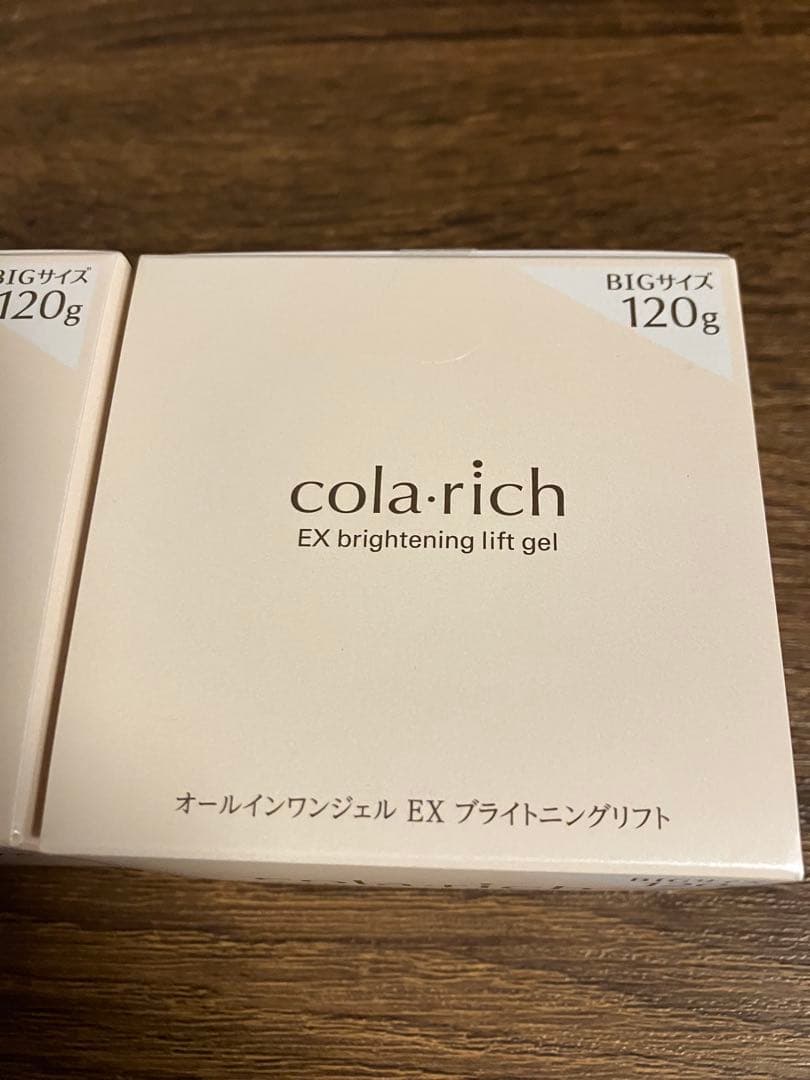 BIGサイズ
120g
BIGサイズ
120g
cola·rich
EX brightening lift gel
オールインワンジェル EX ブライトニングリフト